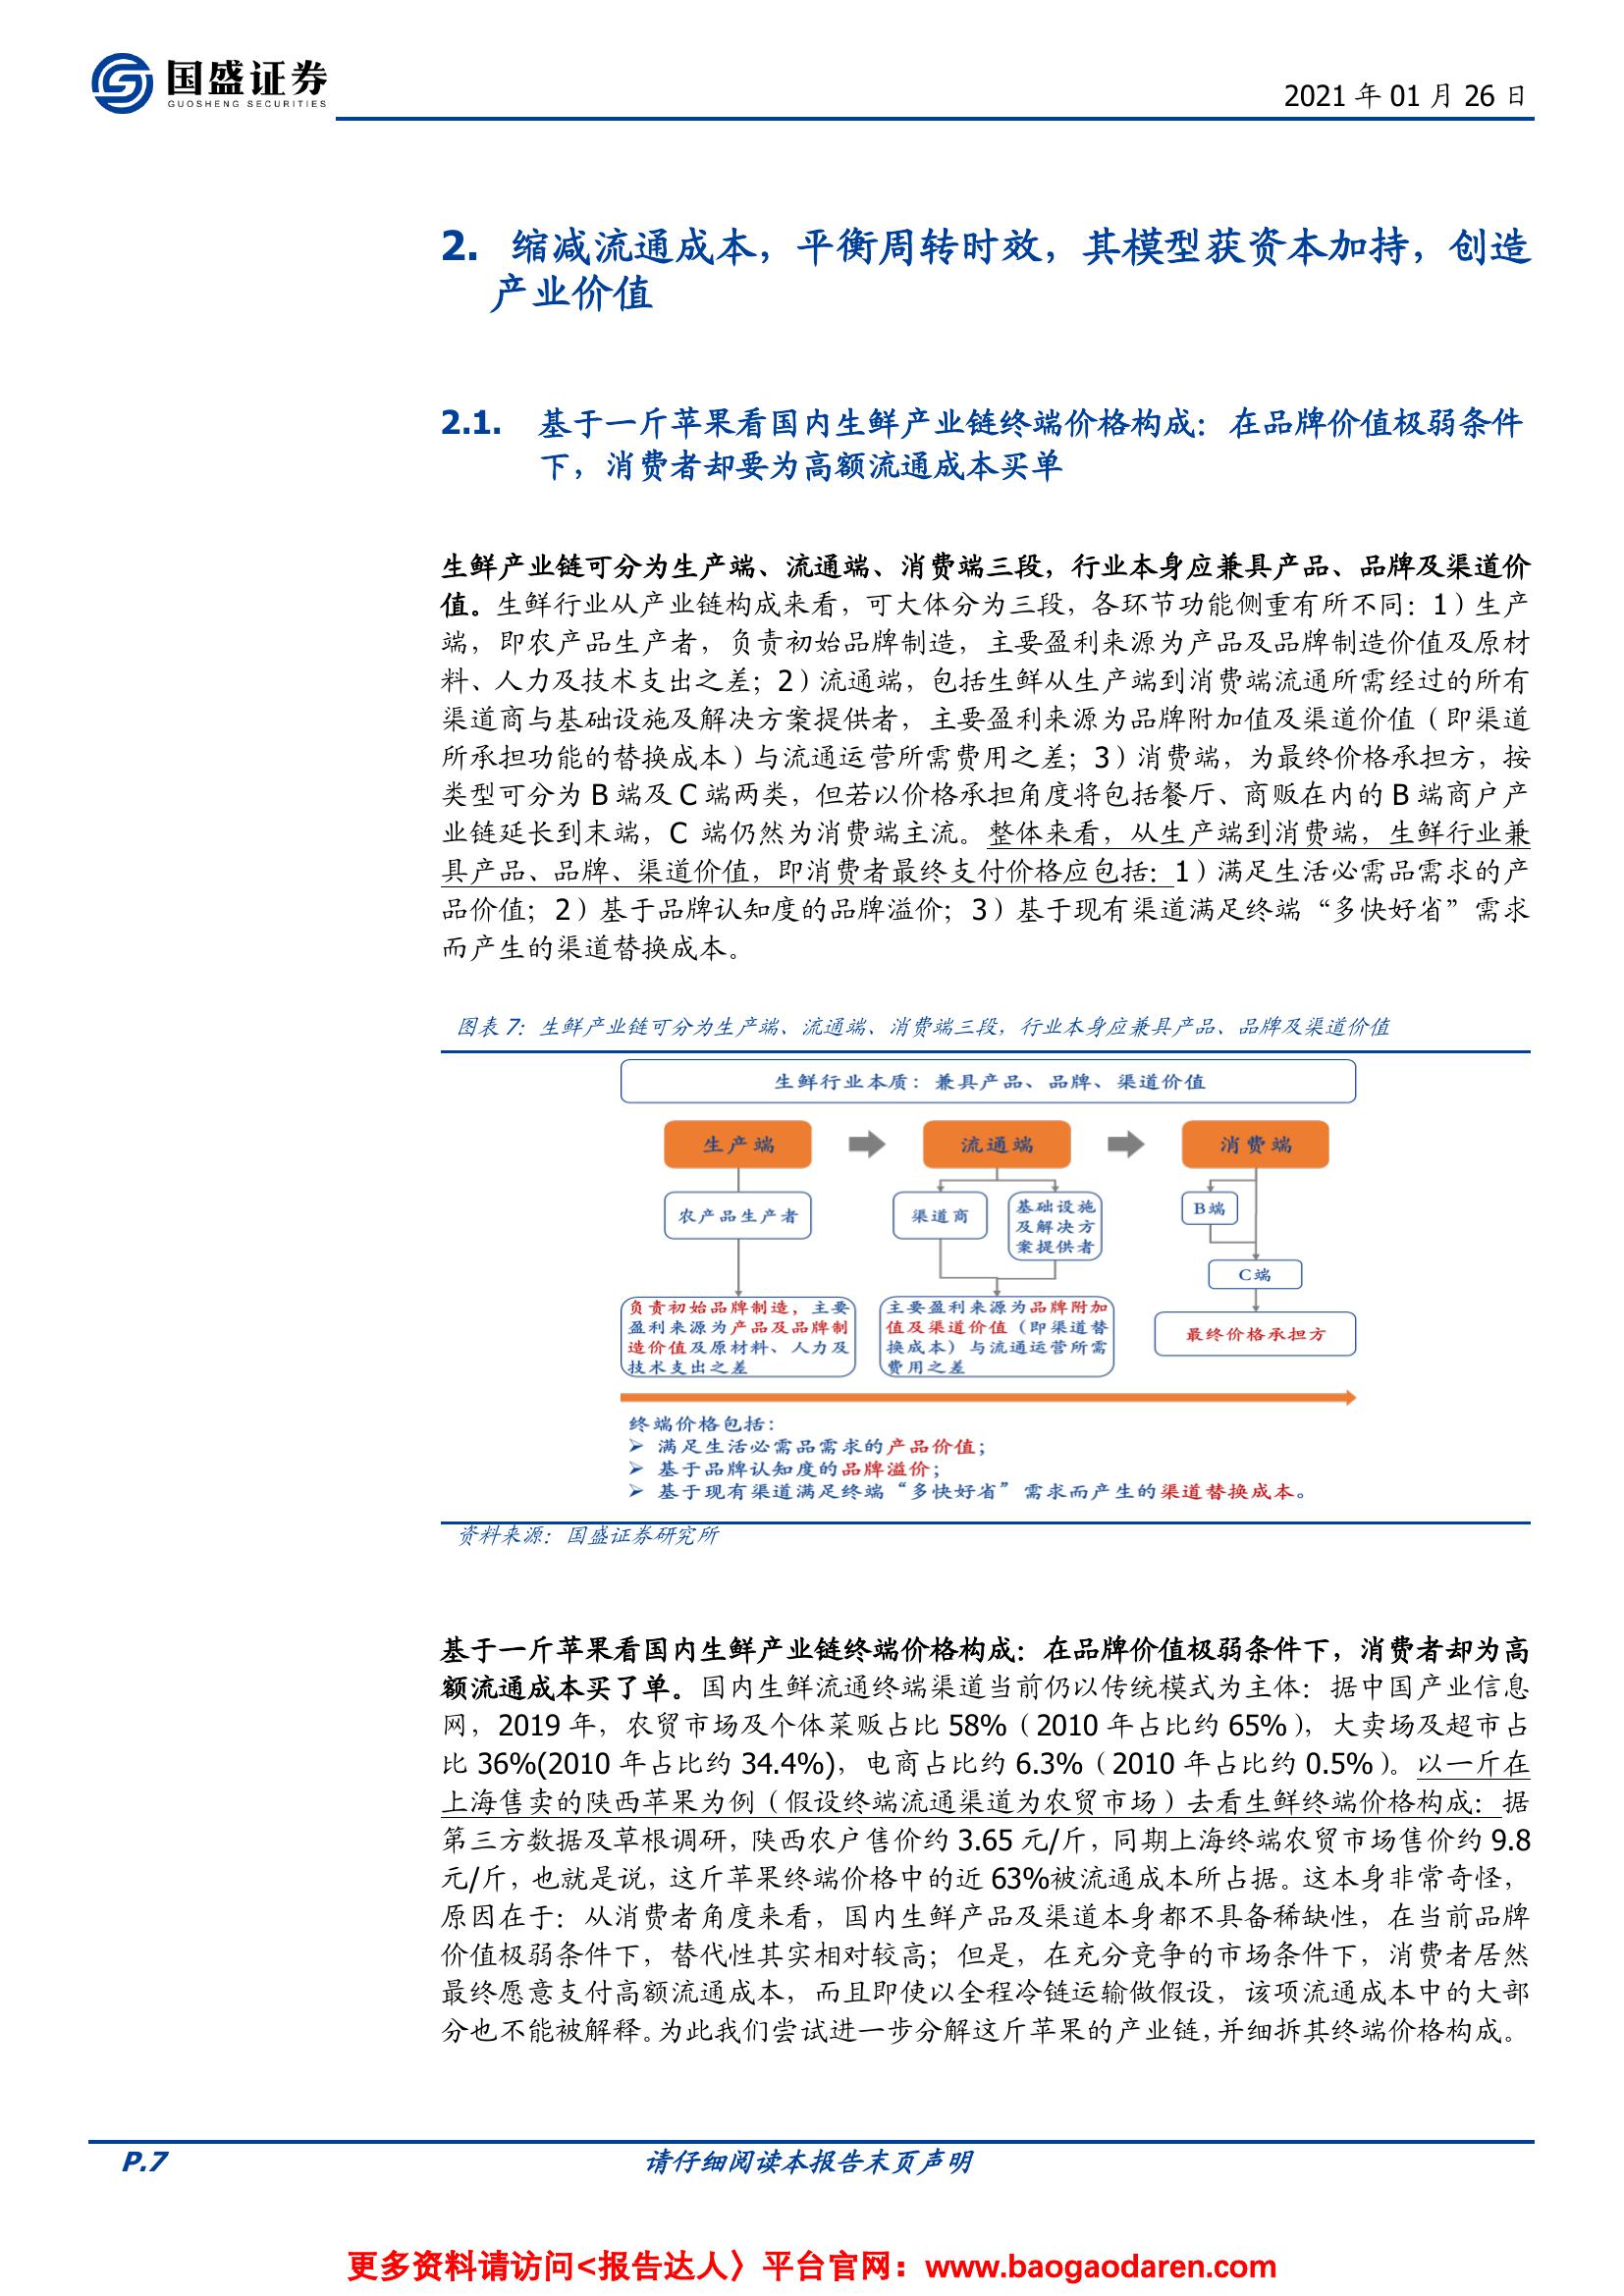 国盛证券
GUOSHENG SECURITIES
2021 年 01 月 26 日
2. 缩减流通成本，平衡周转时效，其模型获资本加持，创造
产业价值
2.1. 基于一斤苹果看国内生鲜产业链终端价格构成：在品牌价值极弱条件
下，消费者却要为高额流通成本买单
生鲜产业链可分为生产端、流通端、消费端三段，行业本身应兼具产品、品牌及渠道价
值。生鲜行业从产业链构成来看，可大体分为三段，各环节功能侧重有所不同：1）生产
端，即农产品生产者，负责初始品牌制造，主要盈利来源为产品及品牌制造价值及原材
料、人力及技术支出之差；2）流通端，包括生鲜从生产端到消费端流通所需经过的所有
渠道商与基础设施及解决方案提供者，主要盈利来源为品牌附加值及渠道价值（即渠道
所承担功能的替换成本）与流通运营所需费用之差；3）消费端，为最终价格承担方，按
类型可分为 B 端及 C 端两类，但若以价格承担角度将包括餐厅、商贩在内的 B 端商户产
业链延长到末端，C 端仍然为消费端主流。整体来看，从生产端到消费端，生鲜行业兼
具产品、品牌、渠道价值，即消费者最终支付价格应包括：1）满足生活必需品需求的产
品价值；2）基于品牌认知度的品牌溢价；3）基于现有渠道满足终端“多快好省”需求
而产生的渠道替换成本。
图表 7：生鲜产业链可分为生产端、流通端、消费端三段，行业本身应兼具产品、品牌及渠道价值
生鲜行业本质：兼具产品、品牌、渠道价值
生产端
流通端
消费端
农产品生产者
渠道商
基础设施
及解决方
案提供者
B端
C端
负责初始品牌制造，主要
盈利来源为产品及品牌制
造价值及原材料、人力及
技术支出之差
主要盈利来源为品牌附加
值及渠道价值（即渠道替
换成本）与流通运营所需
费用之差
最终价格承担方
终端价格包括：
➢ 满足生活必需品需求的产品价值；
➢ 基于品牌认知度的品牌溢价；
➢ 基于现有渠道满足终端“多快好省”需求而产生的渠道替换成本。
资料来源：国盛证券研究所
基于一斤苹果看国内生鲜产业链终端价格构成：在品牌价值极弱条件下，消费者却为高
额流通成本买了单。国内生鲜流通终端渠道当前仍以传统模式为主体：据中国产业信息
网，2019 年，农贸市场及个体菜贩占比 58%（2010 年占比约 65%），大卖场及超市占
比 36%(2010 年占比约 34.4%)，电商占比约 6.3%（2010 年占比约 0.5%）。以一斤在
上海售卖的陕西苹果为例（假设终端流通渠道为农贸市场）去看生鲜终端价格构成：据
第三方数据及草根调研，陕西农户售价约 3.65 元/斤，同期上海终端农贸市场售价约 9.8
元/斤，也就是说，这斤苹果终端价格中的近 63%被流通成本所占据。这本身非常奇怪，
原因在于：从消费者角度来看，国内生鲜产品及渠道本身都不具备稀缺性，在当前品牌
价值极弱条件下，替代性其实相对较高；但是，在充分竞争的市场条件下，消费者居然
最终愿意支付高额流通成本，而且即使以全程冷链运输做假设，该项流通成本中的大部
分也不能被解释。为此我们尝试进一步分解这斤苹果的产业链，并细拆其终端价格构成。
P.7
请仔细阅读本报告末页声明
更多资料请访问<报告达人〉平台官网：www.baogaodaren.com